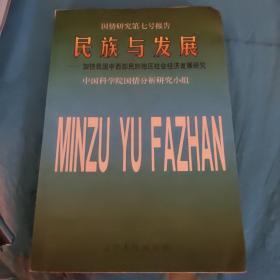 国情研究第七号报告
民族与发展
——加快我国中西部民族地区社会经济发展研究
中国科学院国情分析研究小组
MINZU YU FAZHAN